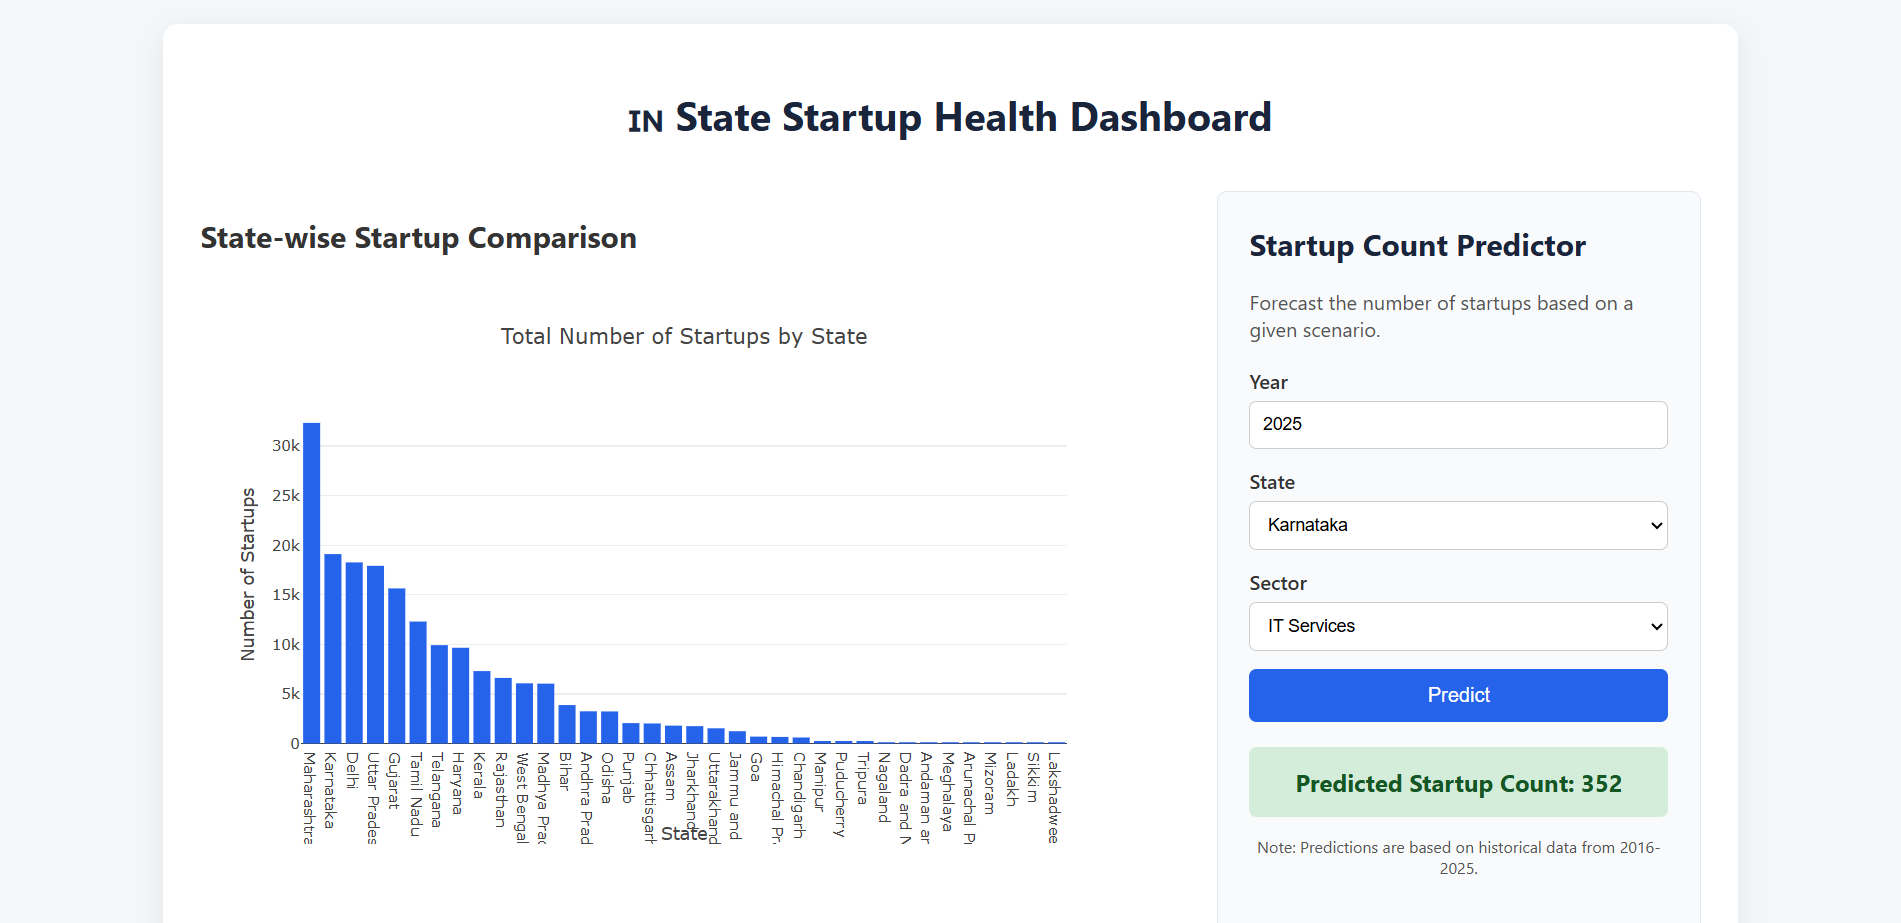 IN State Startup Health Dashboard
State-wise Startup Comparison
Total Number of Startups by State
Number of Startups
30k
25k
20k
15k
10k
5k
0
Maharashtra
Karnataka
Delhi
Uttar Prades
Gujarat
Tamil Nadu
Telangana
Haryana
Kerala
Rajasthan
West Bengal
Madhya Prad
Bihar
Andhra Prad
Odisha
Punjab
Chhattisgarh
Assam
Jharkhand
Uttarakhand
Jammu and
Goa
Himachal Pr
Chandigarh
Manipur
Puducherry
Tripura
Nagaland
Dadra and N
Andaman an
Meghalaya
Arunachal Pr
Mizoram
Ladakh
Sikkim
Lakshadwee
State
Startup Count Predictor
Forecast the number of startups based on a
given scenario.
Year
2025
State
Karnataka
Sector
IT Services
Predict
Predicted Startup Count: 352
Note: Predictions are based on historical data from 2016-
2025.